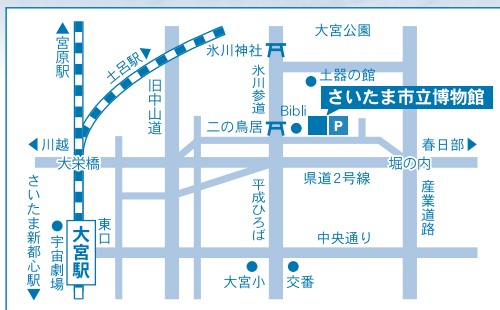 ▲宮原駅
土呂駅▶
旧中山道
氷川神社
大宮公園
氷川参道
土器の館
さいたま市立博物館
Bibli
P
二の鳥居
◀川越
大栄橋
春日部▶
堀の内
県道2号線
さいたま新都心駅▼
宇宙劇場
大宮駅
東口
平成ひろば
産業道路
中央通り
大宮小
交番